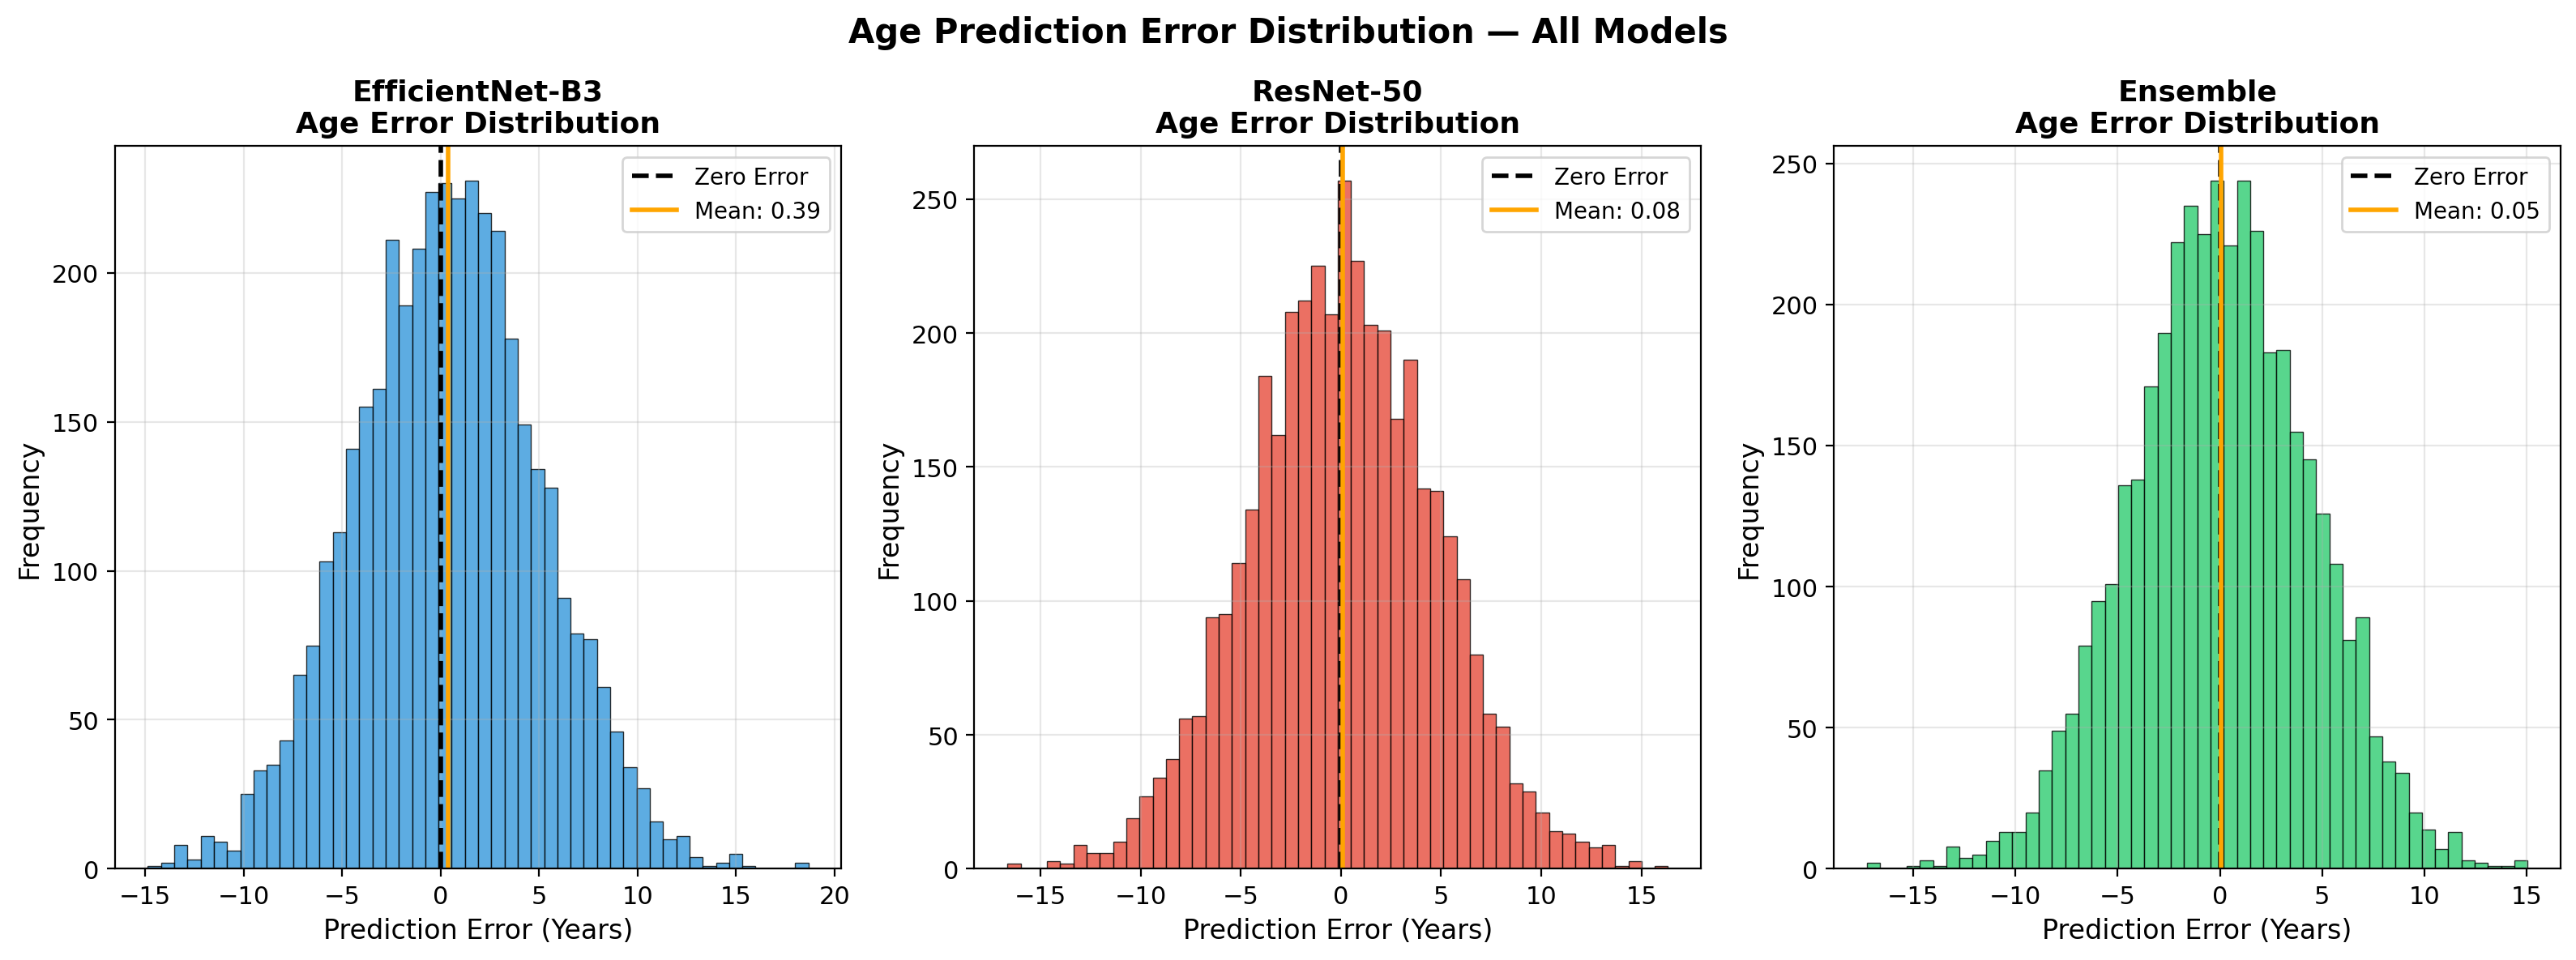 Age Prediction Error Distribution — All Models
EfficientNet-B3
Age Error Distribution
Zero Error
Mean: 0.39
Frequency
200
150
100
50
0
−15 −10 −5 0 5 10 15 20
Prediction Error (Years)
ResNet-50
Age Error Distribution
Zero Error
Mean: 0.08
Frequency
250
200
150
100
50
0
−15 −10 −5 0 5 10 15
Prediction Error (Years)
Ensemble
Age Error Distribution
Zero Error
Mean: 0.05
Frequency
250
200
150
100
50
0
−15 −10 −5 0 5 10 15
Prediction Error (Years)